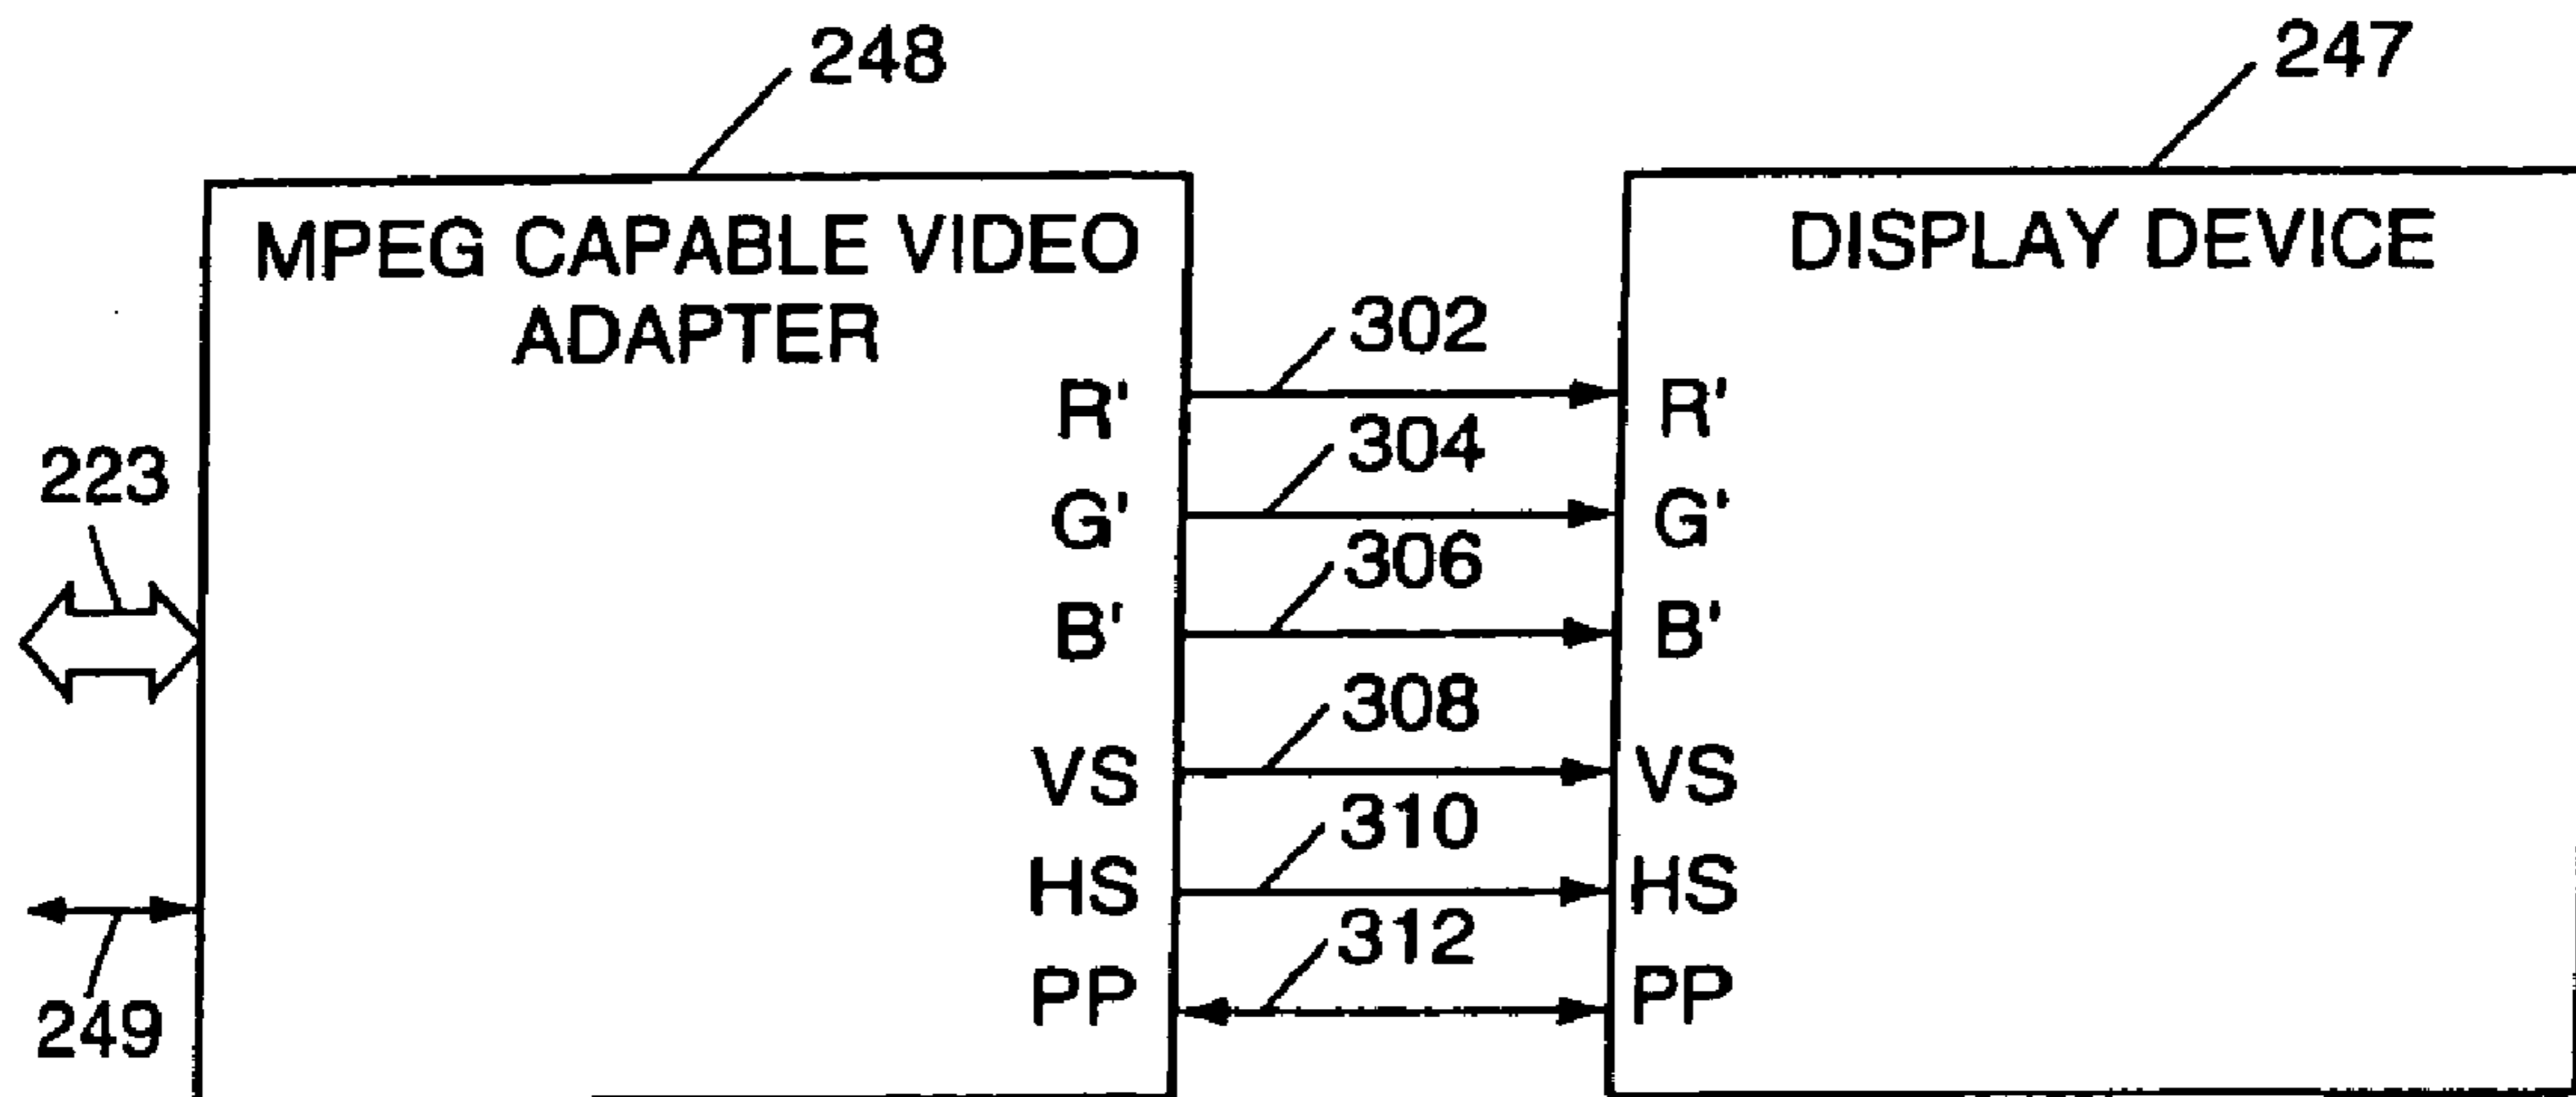 248
247
MPEG CAPABLE VIDEO
ADAPTER
DISPLAY DEVICE
302
R'
R'
304
223
G'
G'
306
B'
B'
308
VS
VS
310
HS
HS
312
249
PP
PP